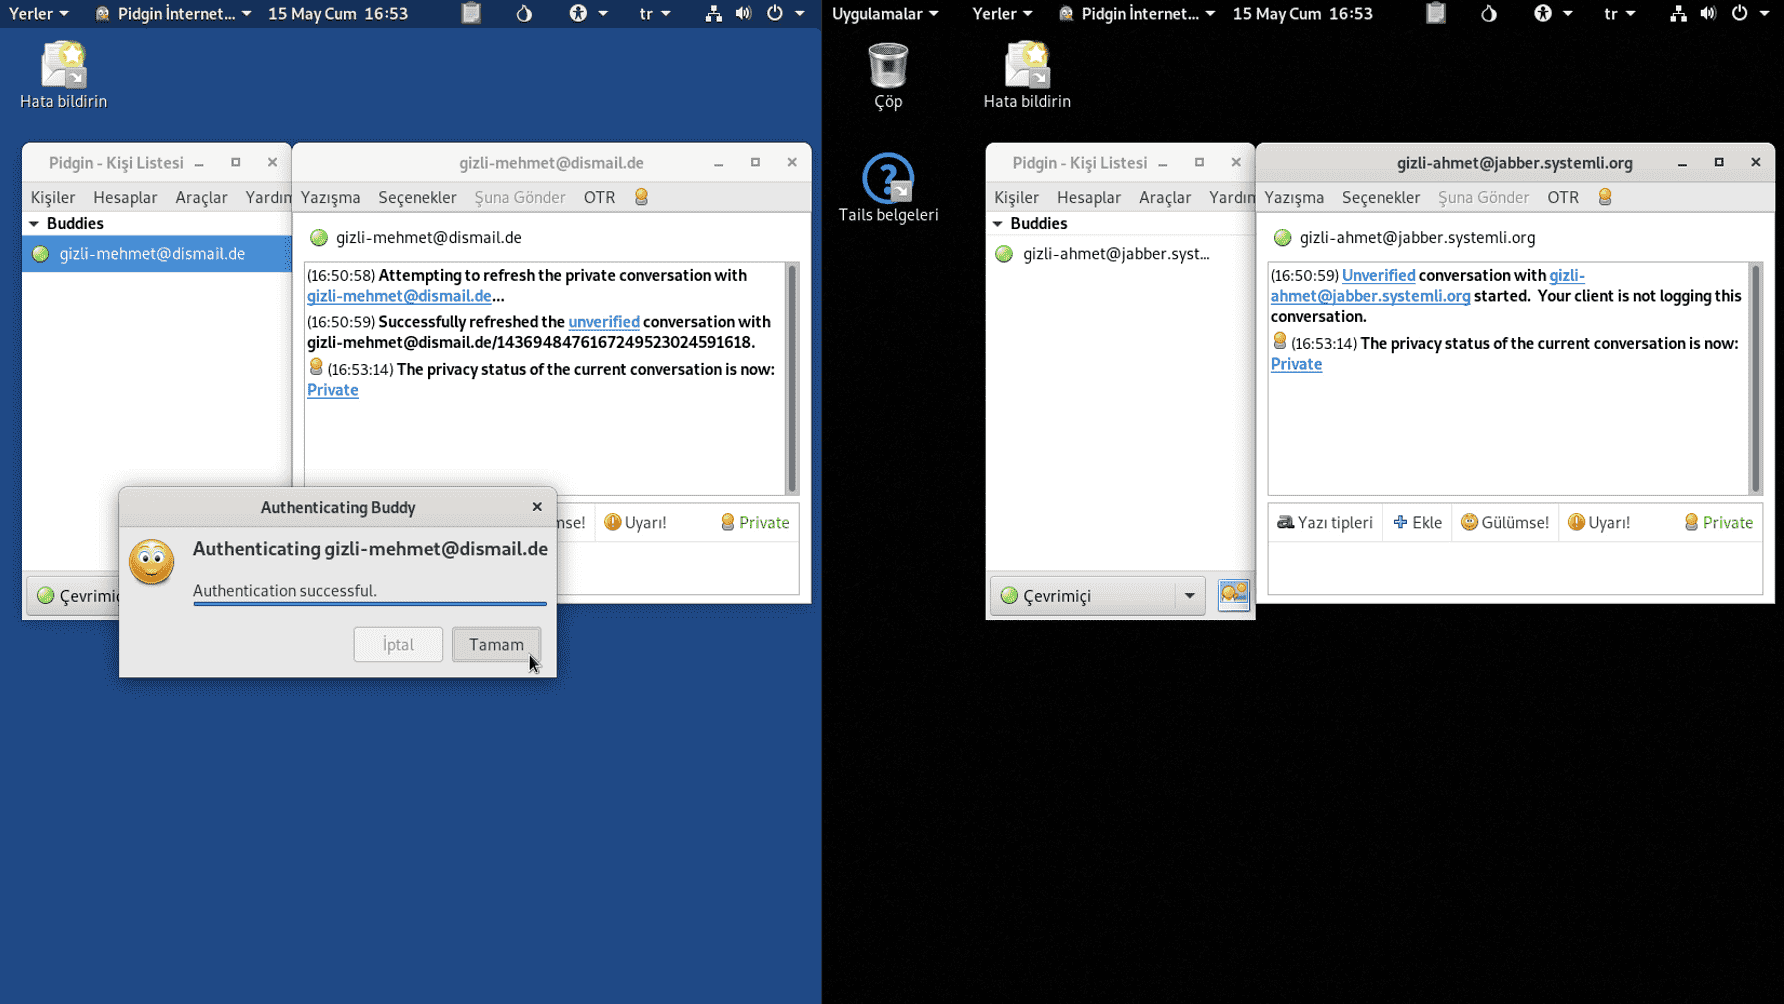 Yerler
Pidgin İnternet...
15 May Cum 16:53
tr
Hata bildirin
Pidgin - Kişi Listesi
Kişiler Hesaplar Araçlar Yardım
Buddies
gizli-mehmet@dismail.de
Çevrimiç
gizli-mehmet@dismail.de
Yazışma Seçenekler Şuna Gönder OTR
gizli-mehmet@dismail.de
(16:50:58) Attempting to refresh the private conversation with
gizli-mehmet@dismail.de...
(16:50:59) Successfully refreshed the unverified conversation with
gizli-mehmet@dismail.de/14369484761672495230​24591618.
(16:53:14) The privacy status of the current conversation is now:
Private
mse! Uyarı! Private
Authenticating Buddy
Authenticating gizli-mehmet@dismail.de
Authentication successful.
İptal Tamam
Uygulamalar
Yerler
Pidgin İnternet...
15 May Cum 16:53
tr
Çöp
Hata bildirin
Tails belgeleri
Pidgin - Kişi Listesi
Kişiler Hesaplar Araçlar Yardım
Buddies
gizli-ahmet@jabber.syst...
Çevrimiçi
gizli-ahmet@jabber.systemli.org
Yazışma Seçenekler Şuna Gönder OTR
gizli-ahmet@jabber.systemli.org
(16:50:59) Unverified conversation with gizli-
ahmet@jabber.systemli.org started. Your client is not logging this
conversation.
(16:53:14) The privacy status of the current conversation is now:
Private
Yazı tipleri Ekle Gülümse! Uyarı! Private